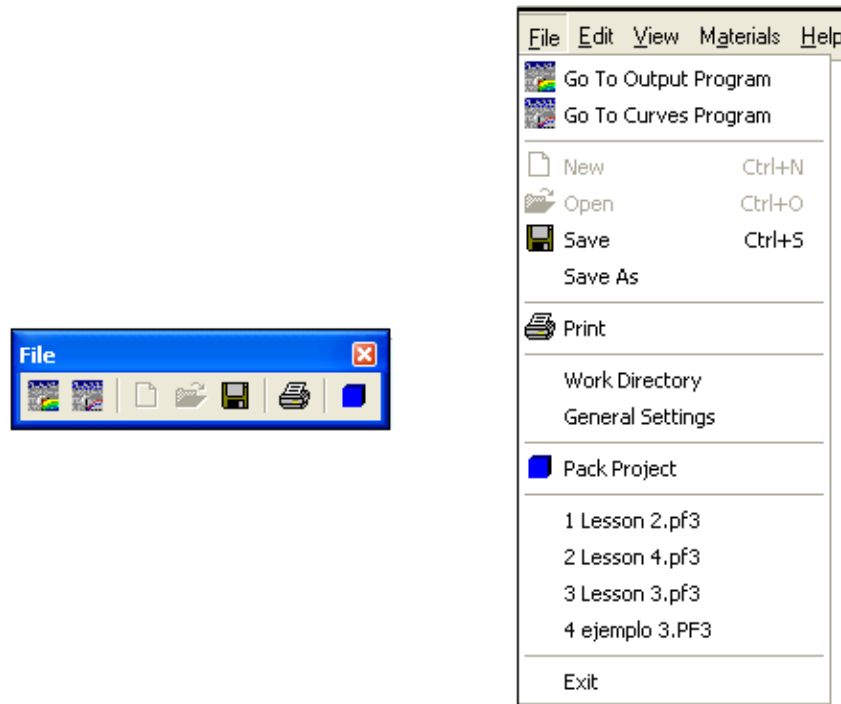 File
File Edit View Materials Help
Go To Output Program
Go To Curves Program
New Ctrl+N
Open Ctrl+O
Save Ctrl+S
Save As
Print
Work Directory
General Settings
Pack Project
1 Lesson 2.pf3
2 Lesson 4.pf3
3 Lesson 3.pf3
4 ejemplo 3.PF3
Exit